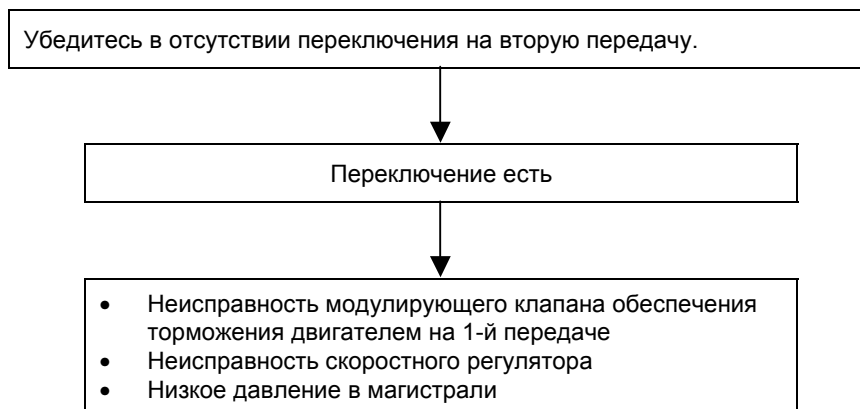 Убедитесь в отсутствии переключения на вторую передачу.
Переключение есть
• Неисправность модулирующего клапана обеспечения
торможения двигателем на 1-й передаче
• Неисправность скоростного регулятора
• Низкое давление в магистрали